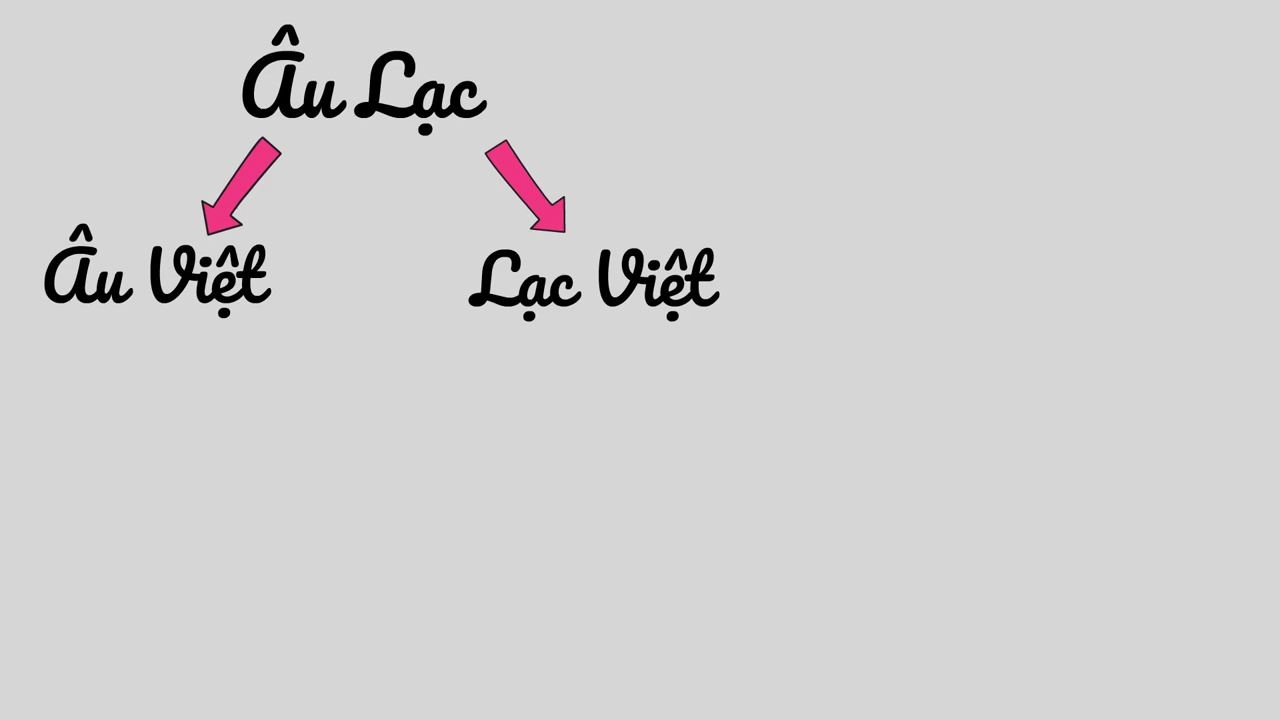 Âu Lạc
Âu Việt
Lạc Việt